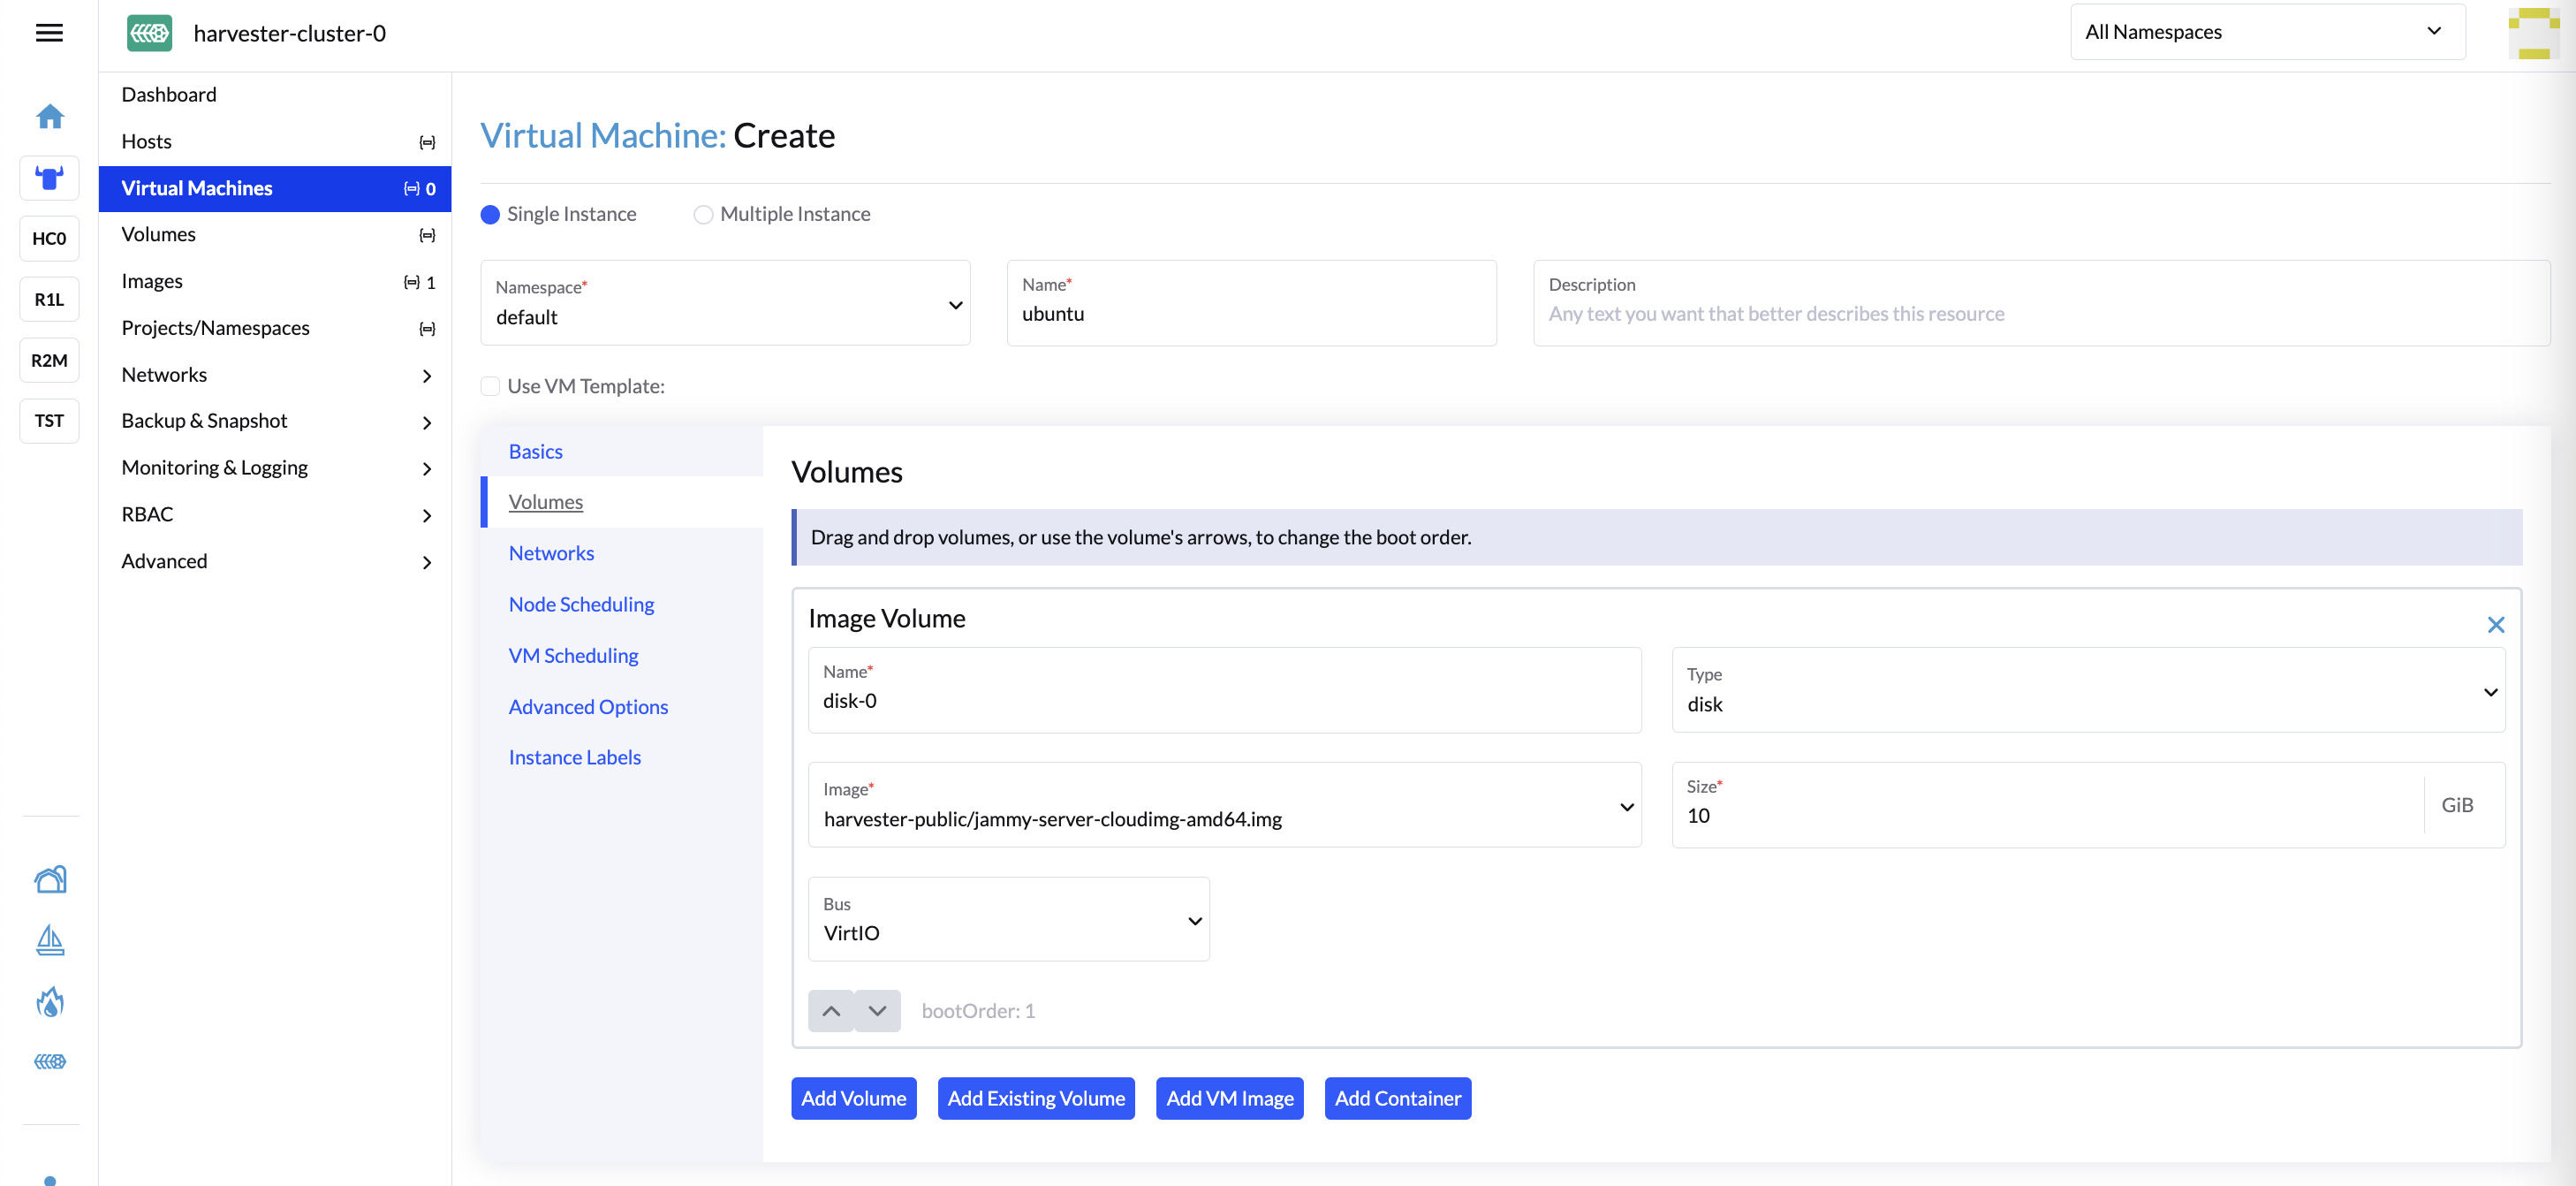 harvester-cluster-0
All Namespaces
HC0
R1L
R2M
TST
Dashboard
Hosts
Virtual Machines 0
Volumes
Images 1
Projects/Namespaces
Networks
Backup & Snapshot
Monitoring & Logging
RBAC
Advanced
Virtual Machine: Create
Single Instance
Multiple Instance
Namespace*
default
Name*
ubuntu
Description
Any text you want that better describes this resource
Use VM Template:
Basics
Volumes
Networks
Node Scheduling
VM Scheduling
Advanced Options
Instance Labels
Volumes
Drag and drop volumes, or use the volume's arrows, to change the boot order.
Image Volume
Name*
disk-0
Type
disk
Image*
harvester-public/jammy-server-cloudimg-amd64.img
Size*
10
GiB
Bus
VirtIO
bootOrder: 1
Add Volume
Add Existing Volume
Add VM Image
Add Container